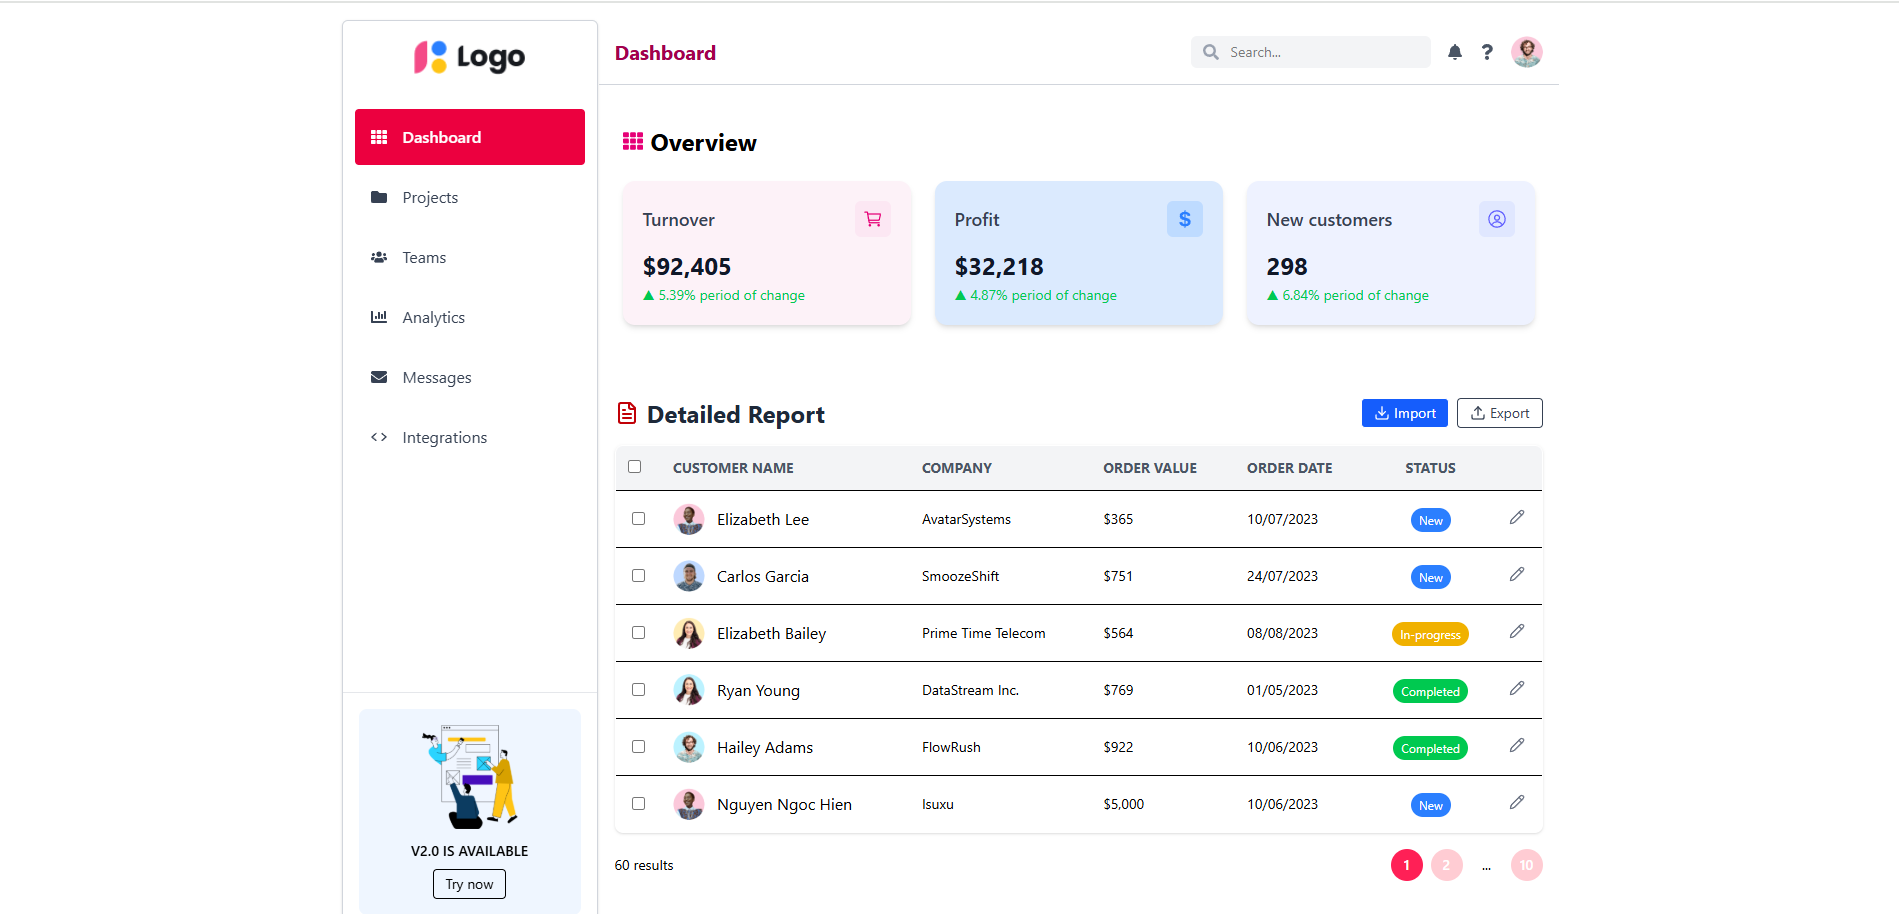 Logo
Dashboard
Search...
Dashboard
Projects
Teams
Analytics
Messages
Integrations
V2.0 IS AVAILABLE
Try now
Overview
Turnover
$92,405
▲ 5.39% period of change
Profit
$
$32,218
▲ 4.87% period of change
New customers
298
▲ 6.84% period of change
Detailed Report
Import
Export
CUSTOMER NAME COMPANY ORDER VALUE ORDER DATE STATUS
Elizabeth Lee AvatarSystems $365 10/07/2023 New
Carlos Garcia SmoozeShift $751 24/07/2023 New
Elizabeth Bailey Prime Time Telecom $564 08/08/2023 In-progress
Ryan Young DataStream Inc. $769 01/05/2023 Completed
Hailey Adams FlowRush $922 10/06/2023 Completed
Nguyen Ngoc Hien Isuxu $5,000 10/06/2023 New
60 results
1 2 ... 10